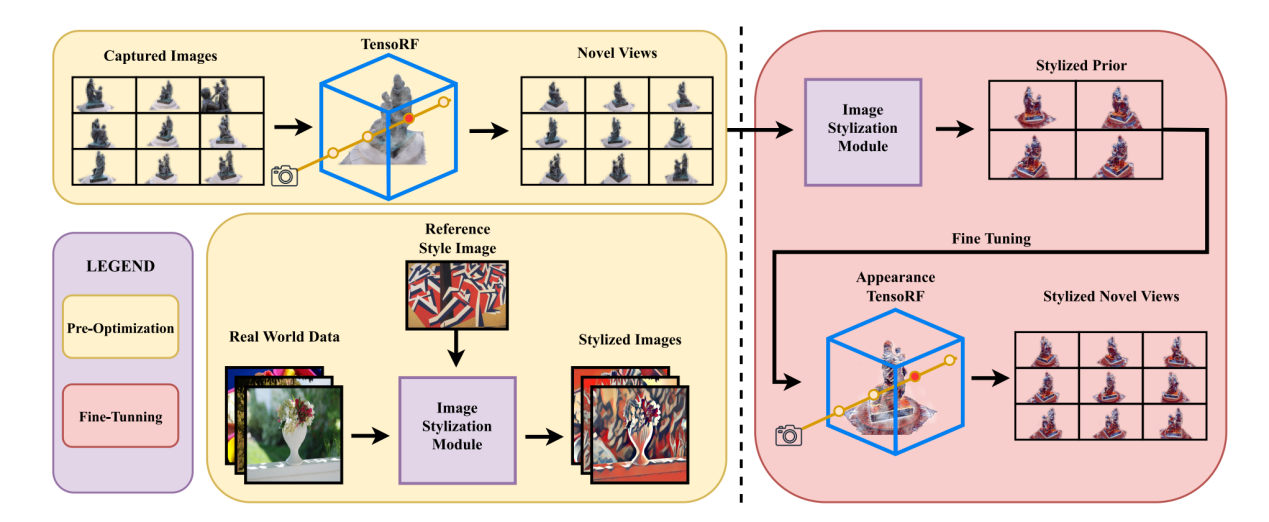 Captured Images
TensoRF
Novel Views
Image
Stylization
Module
Stylized Prior
LEGEND
Pre-Optimization
Fine-Tunning
Reference
Style Image
Real World Data
Image
Stylization
Module
Stylized Images
Fine Tuning
Appearance
TensoRF
Stylized Novel Views